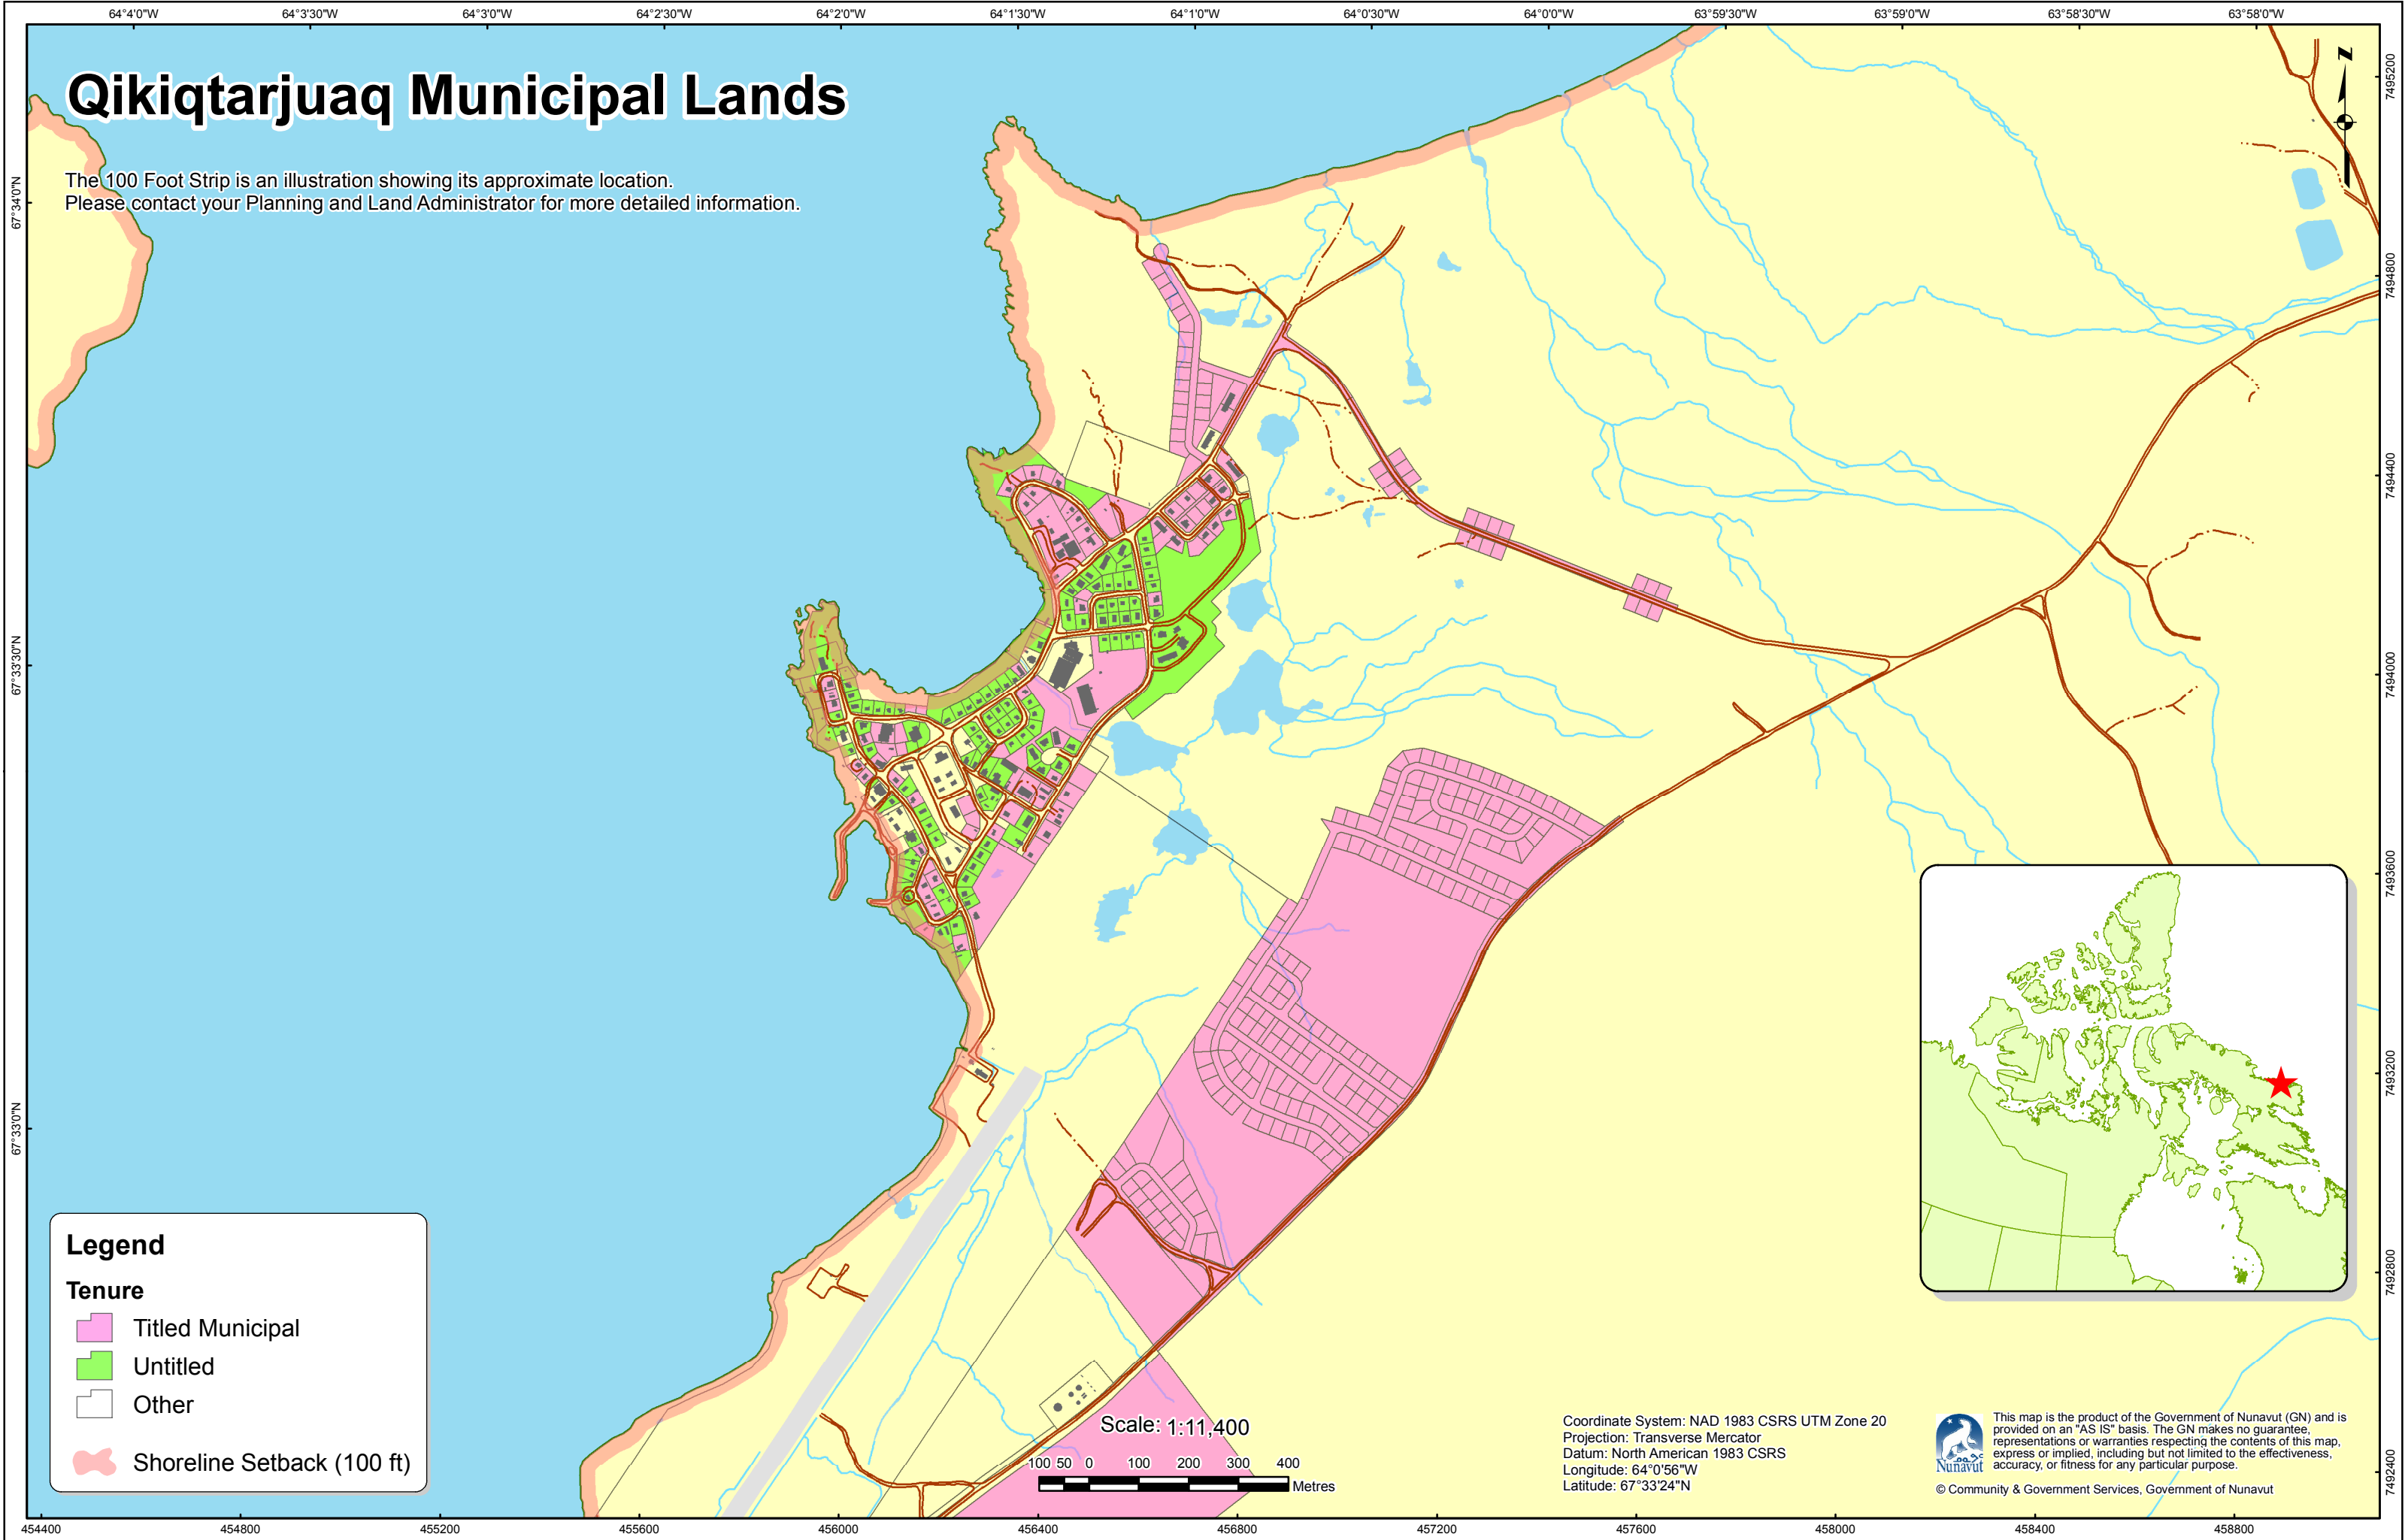 64°4'0"W 64°3'30"W 64°3'0"W 64°2'30"W 64°2'0"W 64°1'30"W 64°1'0"W 64°0'30"W 64°0'0"W 63°59'30"W 63°59'0"W 63°58'30"W 63°58'0"W
Qikiqtarjuaq Municipal Lands
The 100 Foot Strip is an illustration showing its approximate location.
Please contact your Planning and Land Administrator for more detailed information.
N
67°34'0"N
67°33'30"N
67°33'0"N
7495200
7494800
7494400
7494000
7493600
7493200
7492800
7492400
Legend
Tenure
Titled Municipal
Untitled
Other
Shoreline Setback (100 ft)
Scale: 1:11,400
100 50 0 100 200 300 400
Metres
Coordinate System: NAD 1983 CSRS UTM Zone 20
Projection: Transverse Mercator
Datum: North American 1983 CSRS
Longitude: 64°0'56"W
Latitude: 67°33'24"N
Nunavut
This map is the product of the Government of Nunavut (GN) and is
provided on an "AS IS" basis. The GN makes no guarantee,
representations or warranties respecting the contents of this map,
express or implied, including but not limited to the effectiveness,
accuracy, or fitness for any particular purpose.
© Community & Government Services, Government of Nunavut
454400 454800 455200 455600 456000 456400 456800 457200 457600 458000 458400 458800